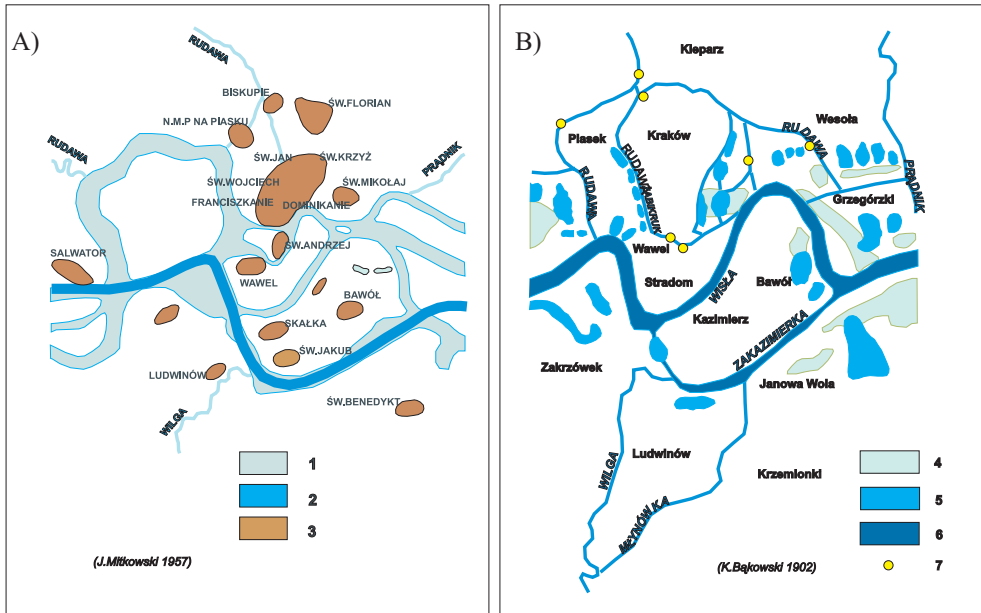 A)
RUDAWA
BISKUPIE
ŚW.FLORIAN
N.M.P NA PIASKU
RUDAWA
ŚW.JAN
ŚW.KRZYŻ
PRĄDNIK
ŚW.WOJCIECH
ŚW.MIKOŁAJ
FRANCISZKANIE
DOMINIKANIE
ŚW.ANDRZEJ
SALWATOR
WAWEL
BAWÓŁ
SKAŁKA
ŚW.JAKUB
LUDWINÓW
ŚW.BENEDYKT
WILGA
1
2
3
(J.Mitkowski 1957)
B)
Kleparz
Piasek
Kraków
Wesoła
RUDAWA
RUDAWA
RUDAWA
PRĄDNIK
Grzegórzki
Wawel
Stradom
WISŁA
Bawół
Kazimierz
ZAKAZIMIERKA
Zakrzówek
Janowa Wola
Ludwinów
WILGA
Krzemionki
MŁYNÓWKA
4
5
6
(K.Bąkowski 1902)
7